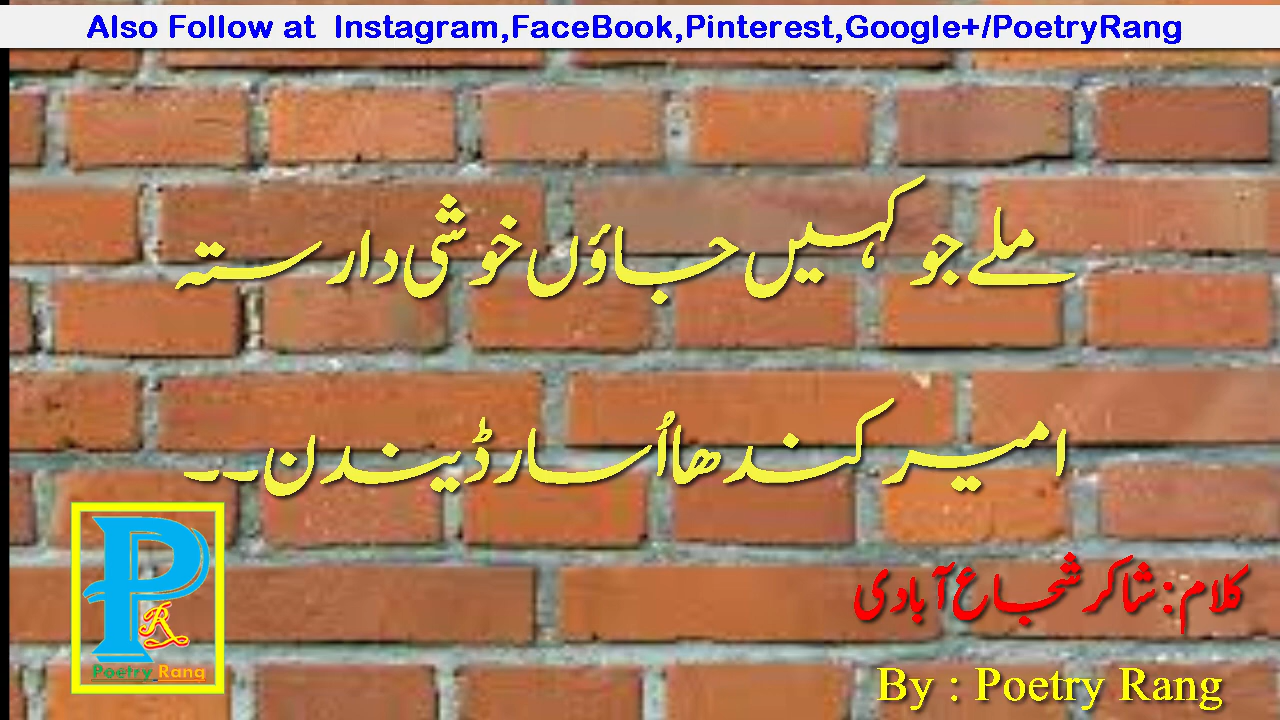 Also Follow at Instagram,FaceBook,Pinterest,Google+/PoetryRang
ملے جو کہیں جاؤں خوشی دا رستہ
امیر کندھا اُسار ڈیندن۔۔
کلام: شاکر شجاع آبادی
By : Poetry Rang
P
R
Poetry Rang